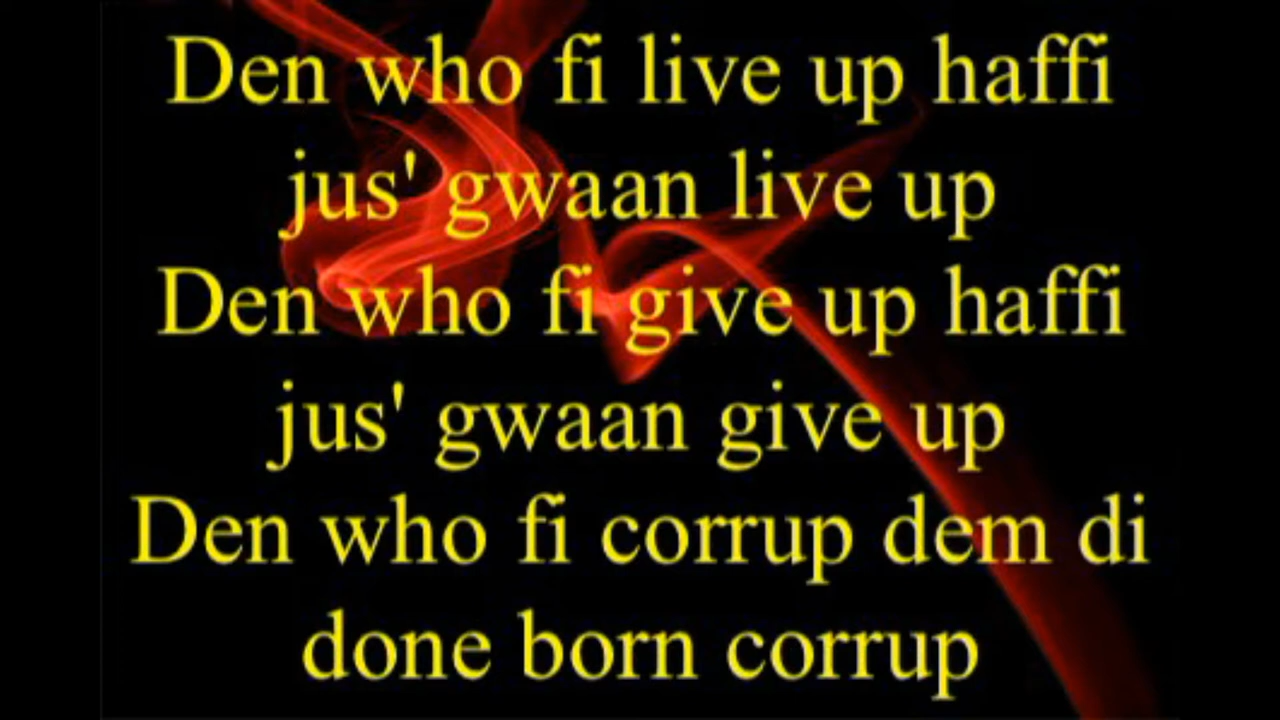 Den who fi live up haffi
jus' gwaan live up
Den who fi give up haffi
jus' gwaan give up
Den who fi corrup dem di
done born corrup